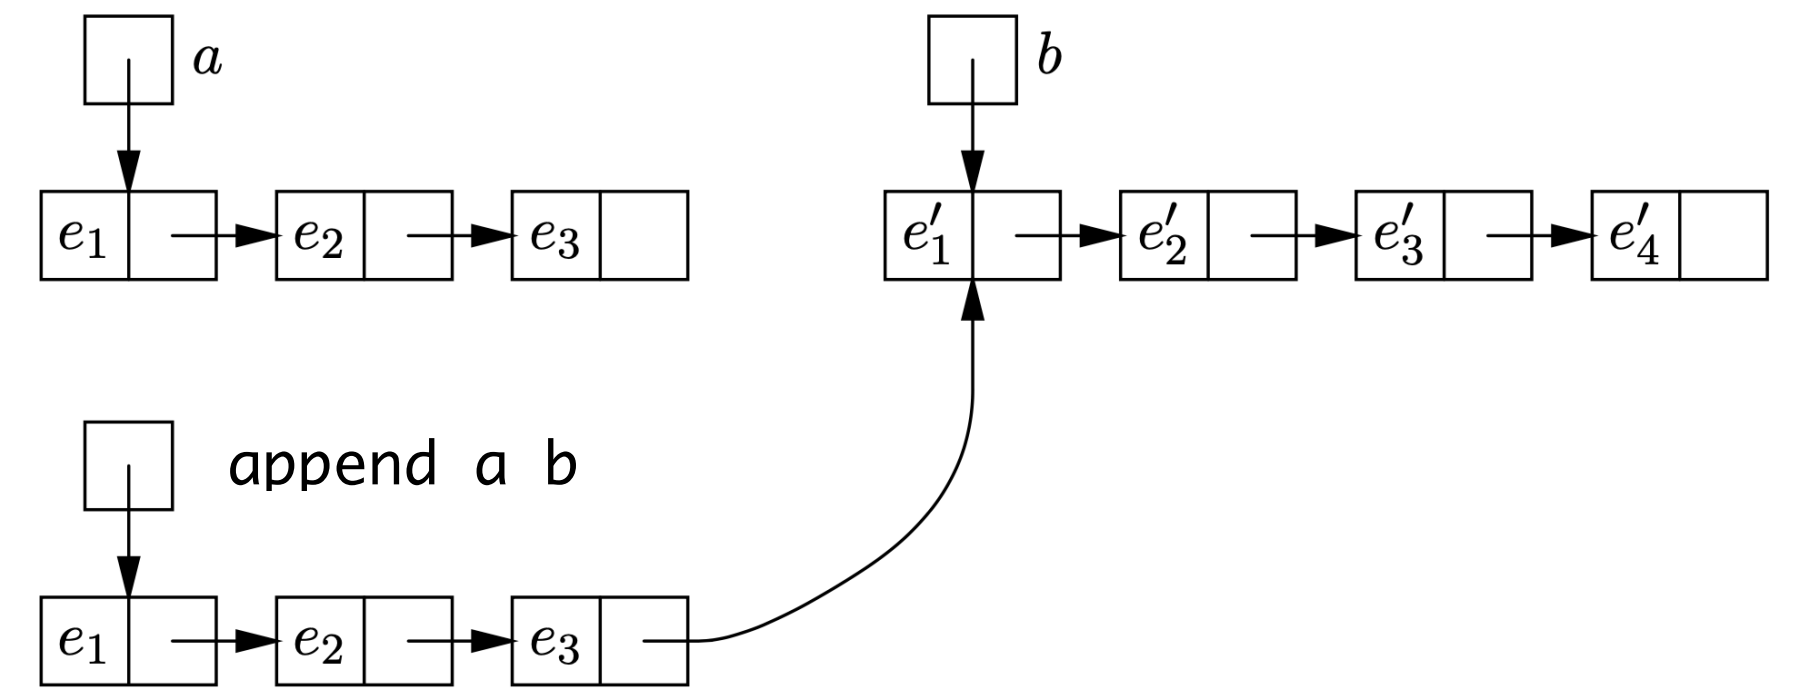 a b
e₁ e₂ e₃ e′₁ e′₂ e′₃ e′₄
append a b
e₁ e₂ e₃